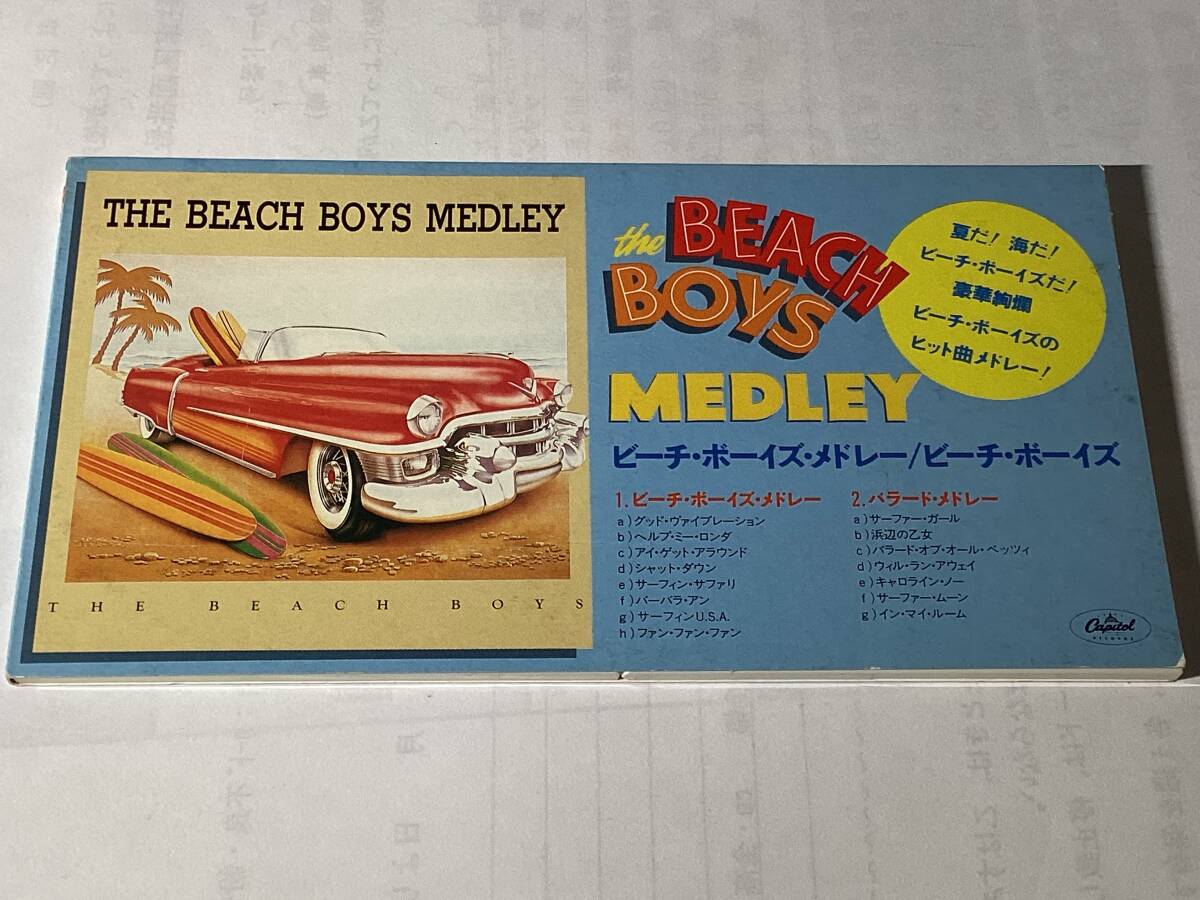 THE BEACH BOYS MEDLEY
THE BEACH BOYS
the BEACH
BOYS
MEDLEY
夏だ! 海だ!
ビーチ・ボーイズだ!
豪華絢爛
ビーチ・ボーイズの
ヒット曲メドレー!
ビーチ・ボーイズ・メドレー/ビーチ・ボーイズ
1. ビーチ・ボーイズ・メドレー
a)グッド・ヴァイブレーション
b)ヘルプ・ミー・ロンダ
c)アイ・ゲット・アラウンド
d)シャット・ダウン
e)サーフィン・サファリ
f)バーバラ・アン
g)サーフィンU.S.A.
h)ファン・ファン・ファン
2. バラード・メドレー
a)サーファー・ガール
b)浜辺の乙女
c)バラード・オブ・オール・ベッツィ
d)ウィル・ラン・アウェイ
e)キャロライン・ノー
f)サーファー・ムーン
g)イン・マイ・ルーム
Capitol
RECORDS